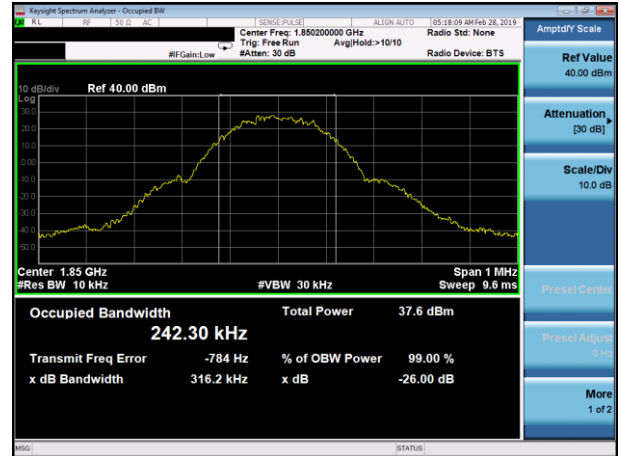 Keysight Spectrum Analyzer - Occupied BW
RL RF 50 Ω AC SENSE:PULSE ALIGN AUTO 05:18:09 AM Feb 28, 2019
Center Freq: 1.850200000 GHz Radio Std: None
Trig: Free Run Avg|Hold:>10/10
#IFGain:Low #Atten: 30 dB Radio Device: BTS
10 dB/div Ref 40.00 dBm
Log
30.0
20.0
10.0
0.00
-10.0
-20.0
-30.0
-40.0
-50.0
Center 1.85 GHz Span 1 MHz
#Res BW 10 kHz #VBW 30 kHz Sweep 9.6 ms
Occupied Bandwidth Total Power 37.6 dBm
242.30 kHz
Transmit Freq Error -784 Hz % of OBW Power 99.00 %
x dB Bandwidth 316.2 kHz x dB -26.00 dB
MSG STATUS
Amptd/Y Scale
Ref Value
40.00 dBm
Attenuation
[30 dB]
Scale/Div
10.0 dB
Presel Center
Presel Adjust
0 Hz
More
1 of 2